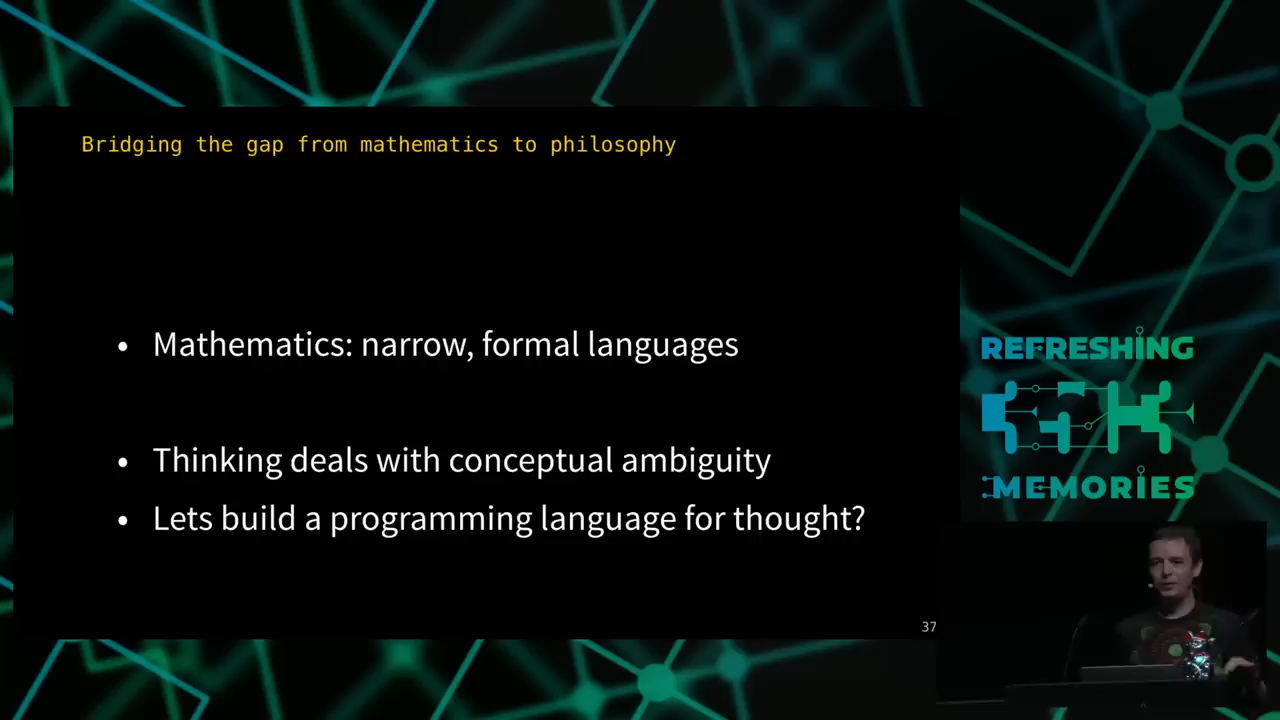 Bridging the gap from mathematics to philosophy
• Mathematics: narrow, formal languages
• Thinking deals with conceptual ambiguity
• Lets build a programming language for thought?
37
REFRESHING
:MEMORIES